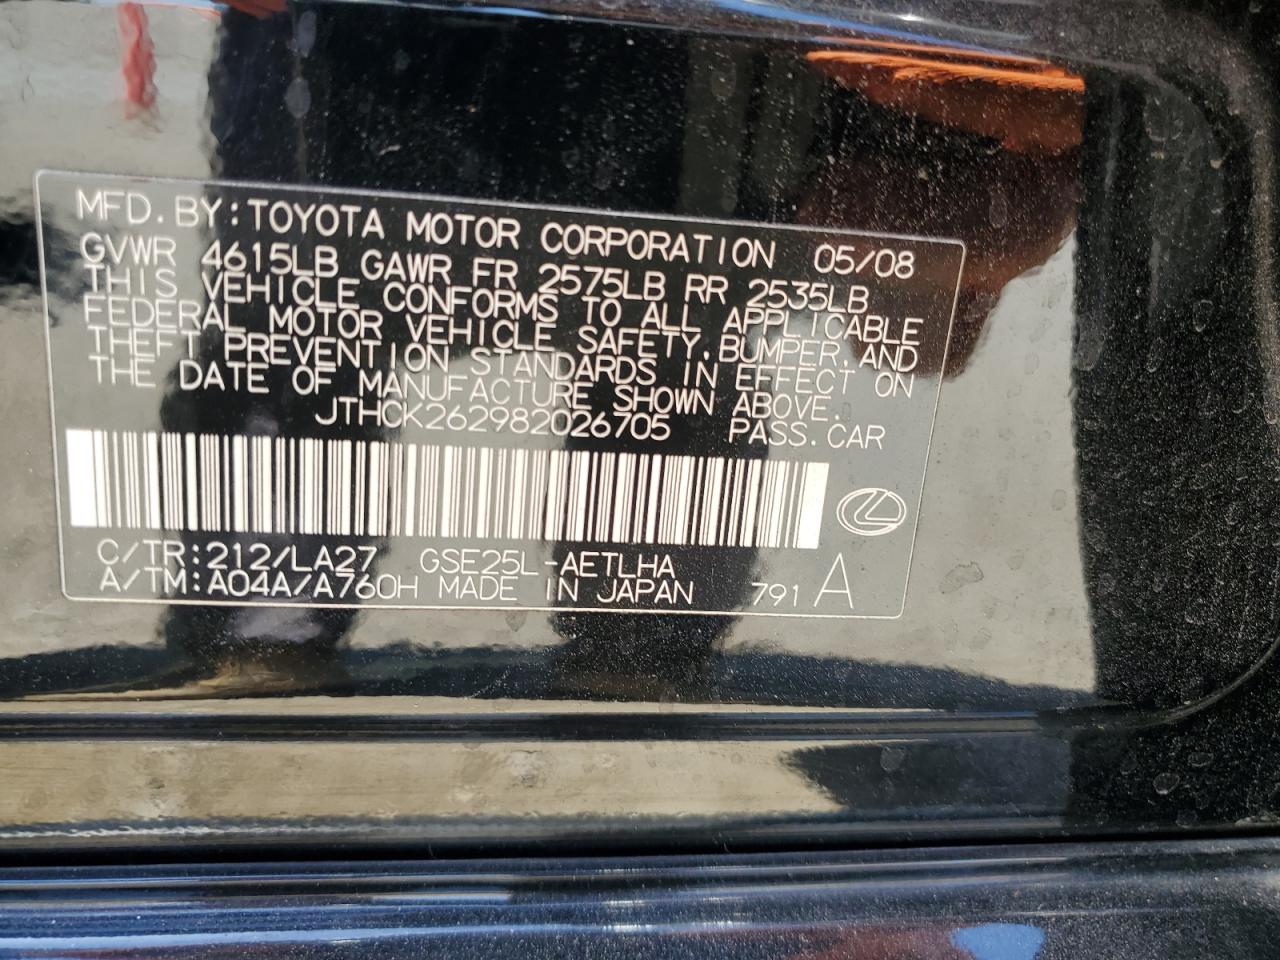 MFD.BY:TOYOTA MOTOR CORPORATION 05/08
GVWR 4615LB GAWR FR 2575LB RR 2535LB
THIS VEHICLE CONFORMS TO ALL APPLICABLE
FEDERAL MOTOR VEHICLE SAFETY,BUMPER,AND
THEFT PREVENTION STANDARDS IN EFFECT ON
THE DATE OF MANUFACTURE SHOWN ABOVE.
JTHCK262982026705 PASS.CAR
C/TR:212/LA27 GSE25L-AETLHA
A/TM:A04A/A760H MADE IN JAPAN 791 A